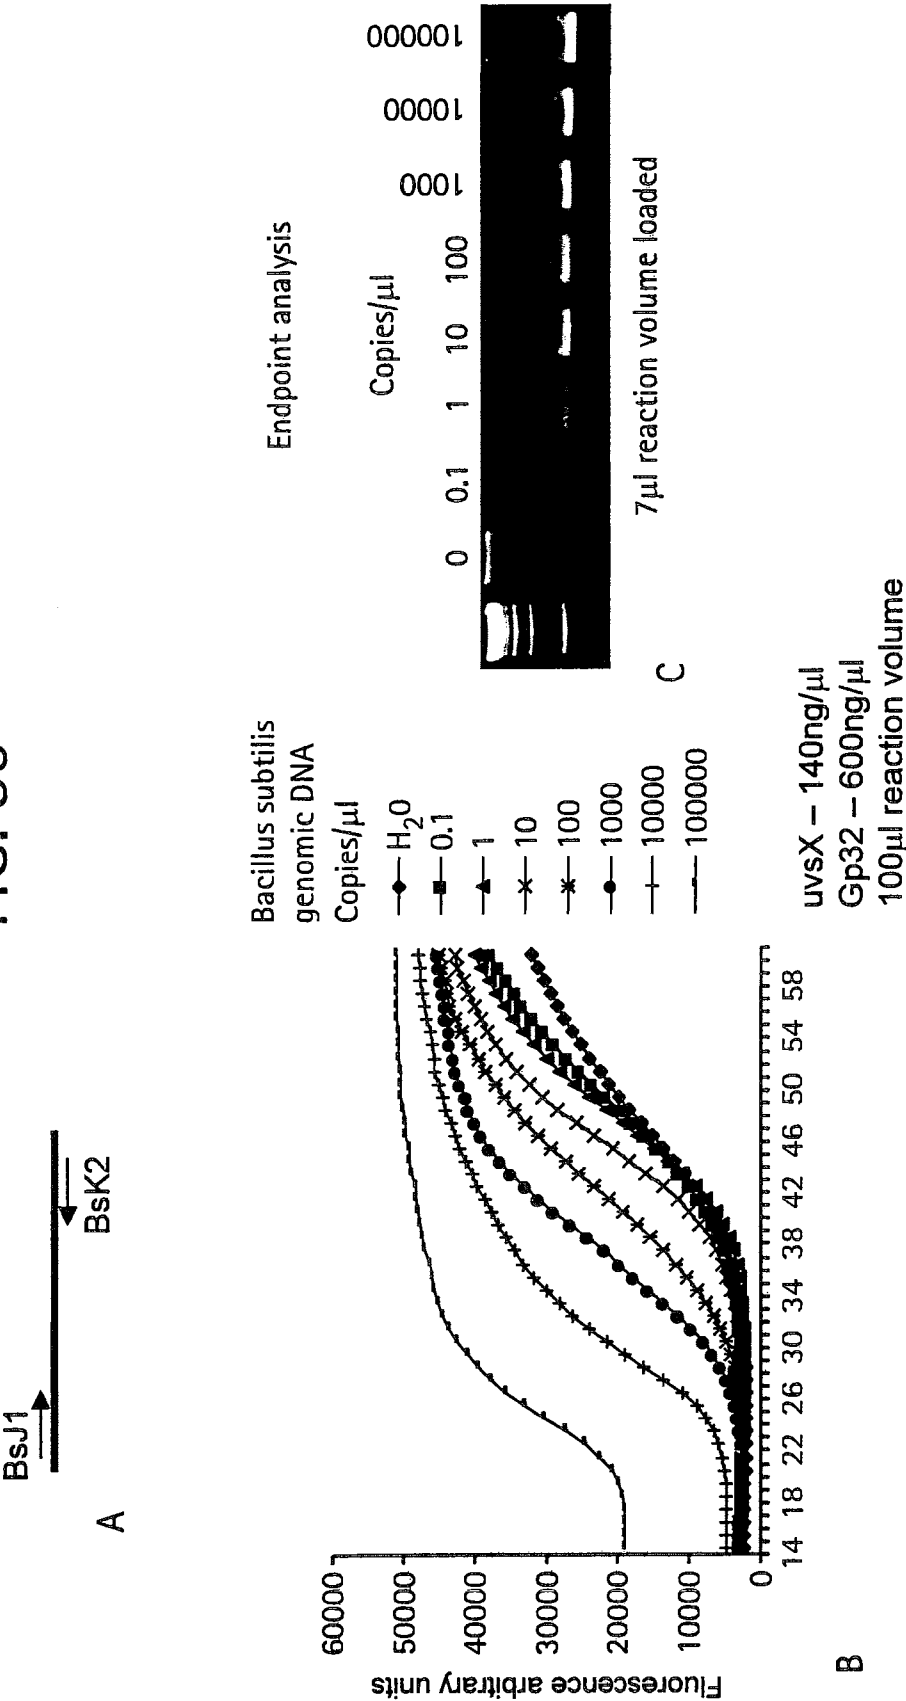 BsJ1
BsK2
A
Fluorescence arbitrary units
60000
50000
40000
30000
20000
10000
0
14 18 22 26 30 34 38 42 46 50 54 58
B
Bacillus subtilis
genomic DNA
Copies/µl
H2O
0.1
1
10
100
1000
10000
100000
uvsX – 140ng/µl
Gp32 – 600ng/µl
100µl reaction volume
Endpoint analysis
Copies/µl
0 0.1 1 10 100 1000 10000 100000
7µl reaction volume loaded
C